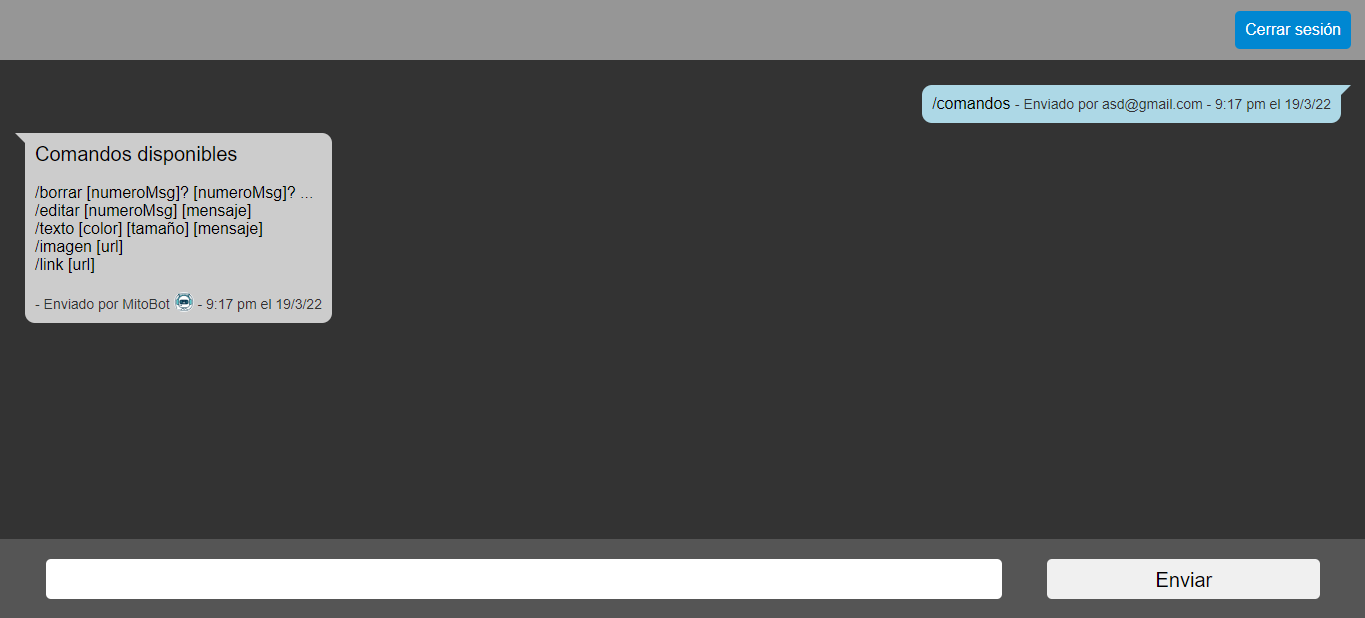 Cerrar sesión
/comandos - Enviado por asd@gmail.com - 9:17 pm el 19/3/22
Comandos disponibles
/borrar [numeroMsg]? [numeroMsg]? ...
/editar [numeroMsg] [mensaje]
/texto [color] [tamaño] [mensaje]
/imagen [url]
/link [url]
- Enviado por MitoBot - 9:17 pm el 19/3/22
Enviar